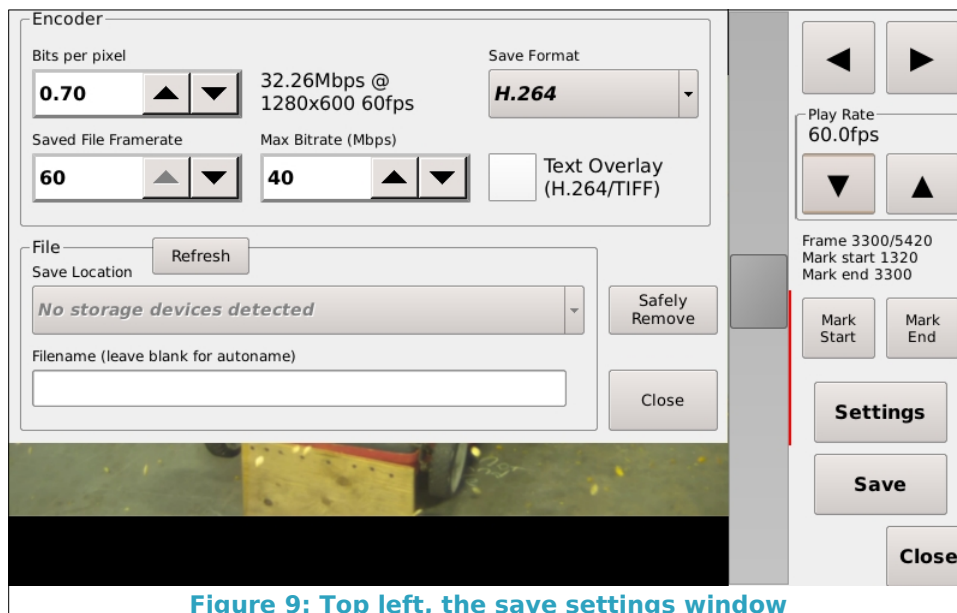 Encoder
Bits per pixel
0.70
32.26Mbps @
1280x600 60fps
Save Format
H.264
Saved File Framerate
60
Max Bitrate (Mbps)
40
Text Overlay
(H.264/TIFF)
File
Refresh
Save Location
No storage devices detected
Safely
Remove
Filename (leave blank for autoname)
Close
Play Rate
60.0fps
Frame 3300/5420
Mark start 1320
Mark end 3300
Mark
Start
Mark
End
Settings
Save
Close
Figure 9: Top left, the save settings window